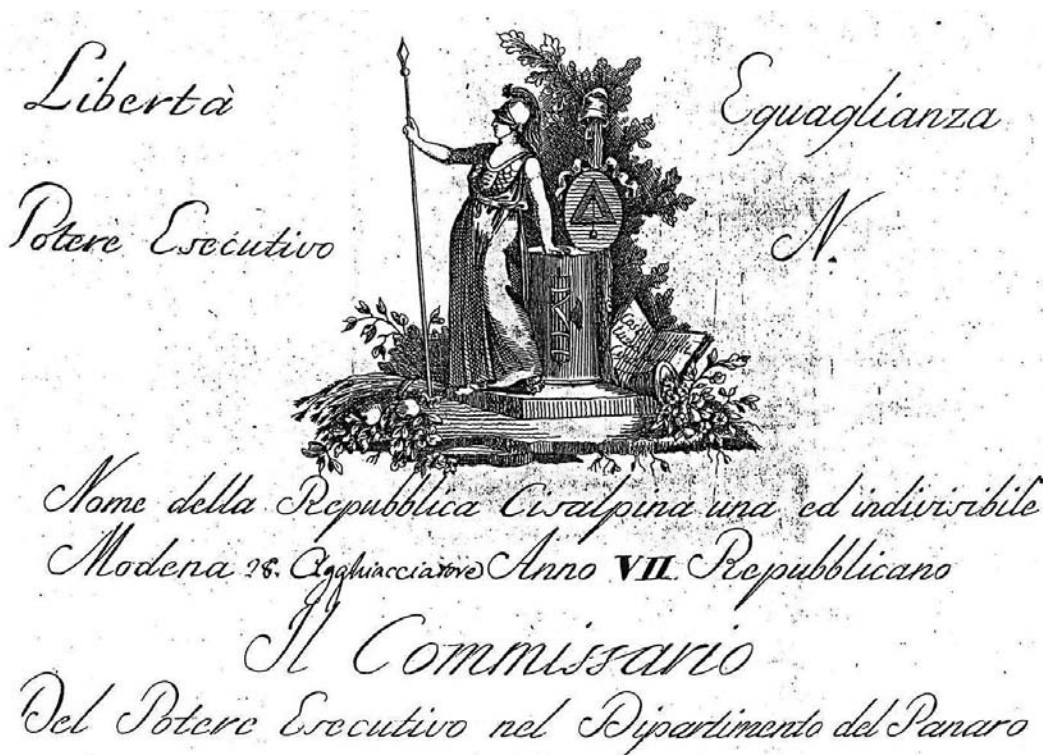 Libertà
Eguaglianza
Potere Esecutivo
N.
Nome della Repubblica Cisalpina una ed indivisibile
Modena 28. Agghiacciatore Anno VII Repubblicano
Il Commissario
Del Potere Esecutivo nel Dipartimento del Panaro